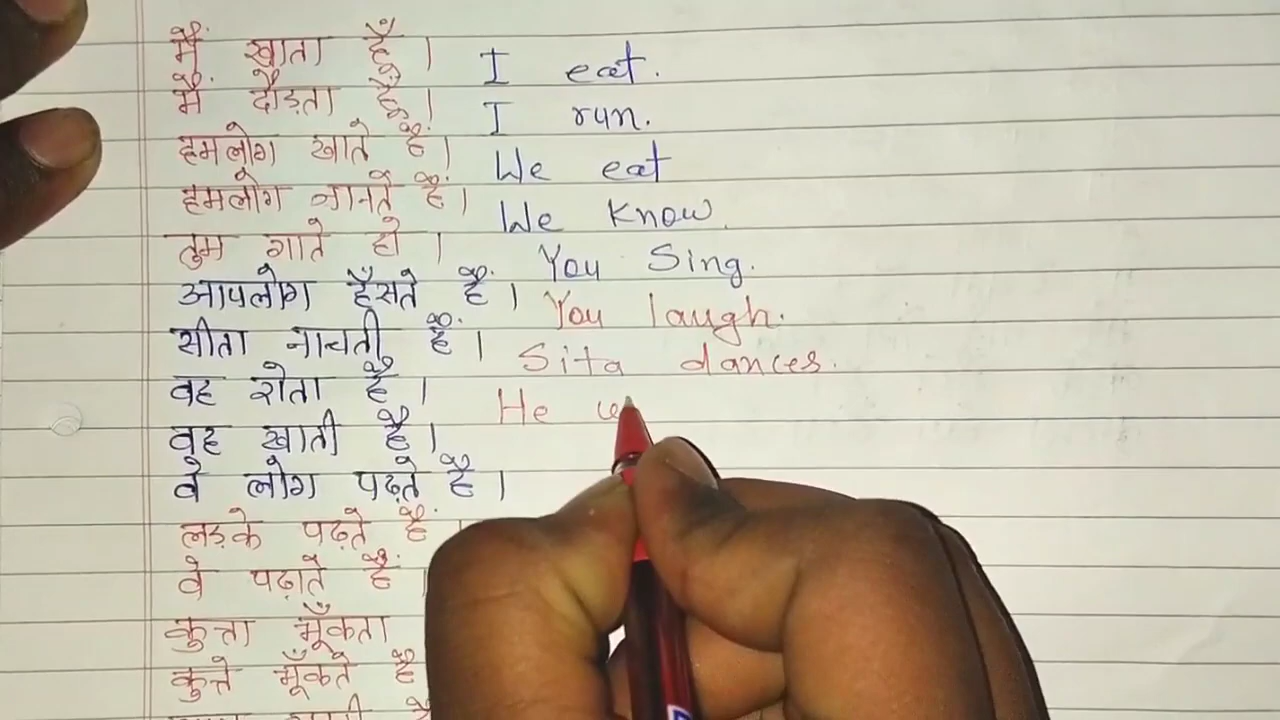 मैं खाता हूँ। I eat.
मैं दौड़ता हूँ। I run.
हमलोग खाते हैं। We eat
हमलोग जानते हैं। We Know.
तुम गाते हो। You Sing.
आपलोग हँसते हैं। You laugh.
सीता नाचती हैं। Sita dances.
वह रोता है। He
वह खाती है।
वे लोग पढ़ते है।
लड़के पढ़ते हैं
वे पढ़ाते हैं
कुत्ता भूँकता
कुत्ते भूँकते है